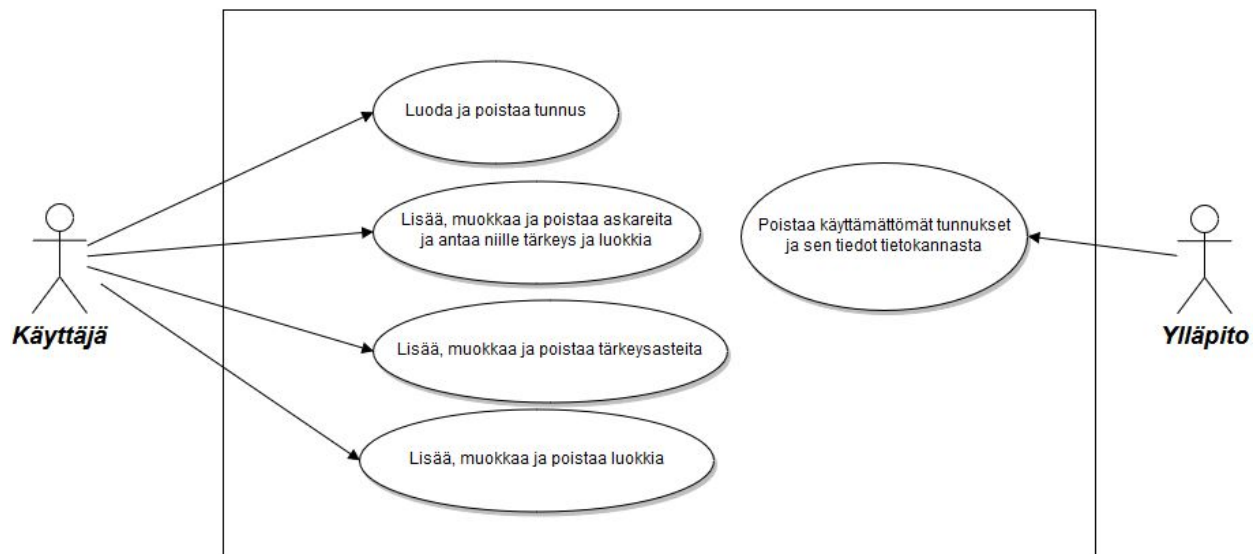 Luoda ja poistaa tunnus
Lisää, muokkaa ja poistaa askareita
ja antaa niille tärkeys ja luokkia
Poistaa käyttämättömät tunnukset
ja sen tiedot tietokannasta
Käyttäjä
Ylläpito
Lisää, muokkaa ja poistaa tärkeysasteita
Lisää, muokkaa ja poistaa luokkia